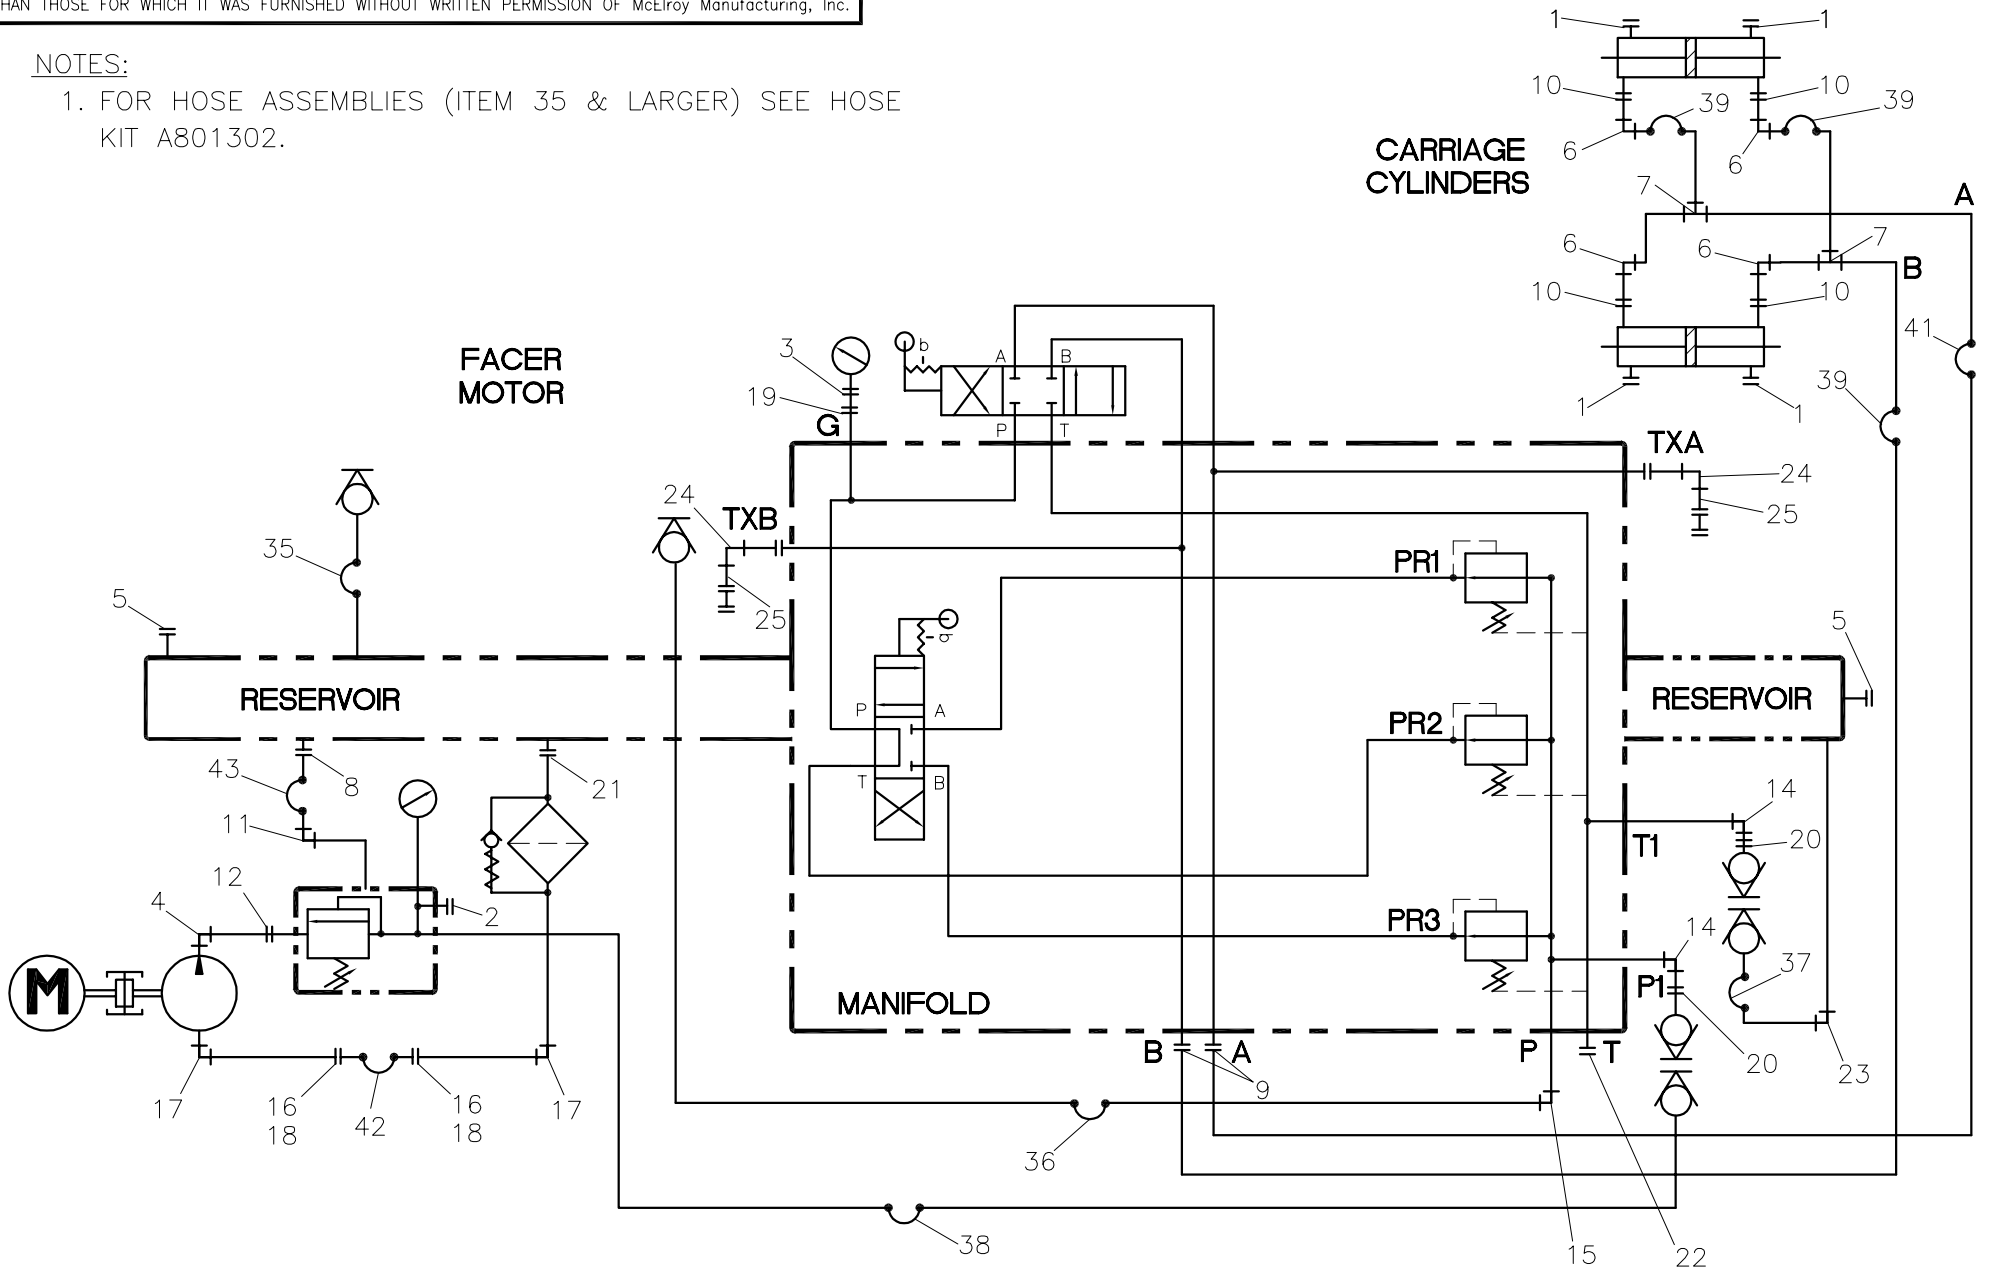 THAN THOSE FOR WHICH IT WAS FURNISHED WITHOUT WRITTEN PERMISSION OF McElroy Manufacturing, Inc.
NOTES:
1. FOR HOSE ASSEMBLIES (ITEM 35 & LARGER) SEE HOSE
KIT A801302.
1
1
10
39
10
39
6
6
CARRIAGE
CYLINDERS
7
A
6
6
7
B
10
10
41
1
1
39
FACER
MOTOR
3
19
G
b
A
B
P
T
TXA
24
25
24
TXB
25
35
5
PR1
a
5
RESERVOIR
P
A
PR2
RESERVOIR
T
B
43
8
21
11
14
20
T1
12
4
2
PR3
14
37
M
MANIFOLD
P1
20
23
B
A
9
P
T
17
16
18
42
16
18
17
36
38
15
22